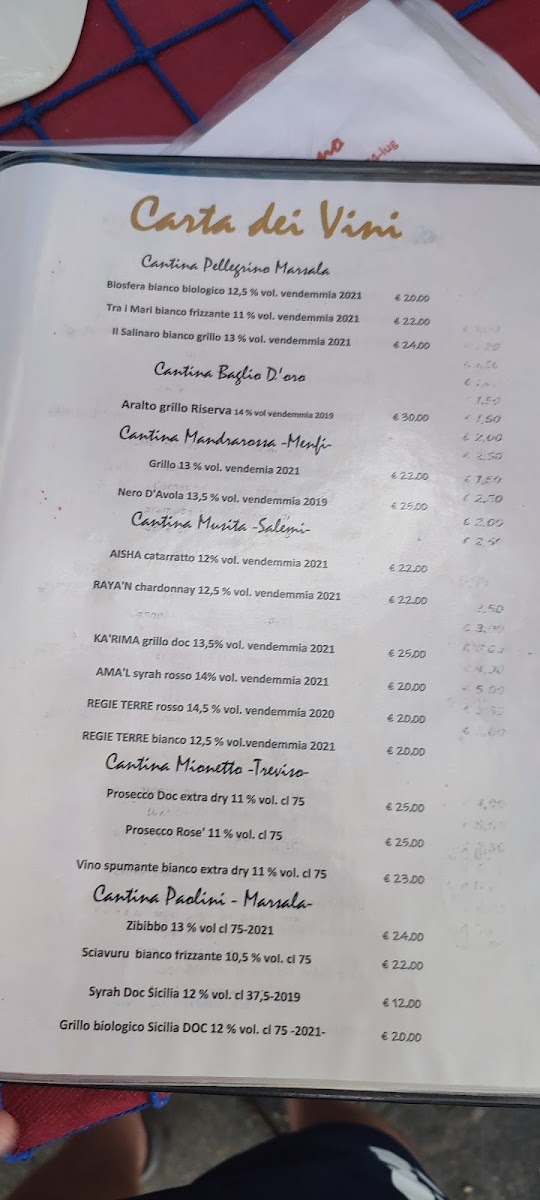 4-lug
Carta dei Vini
Cantina Pellegrino Marsala
Biosfera bianco biologico 12,5 % vol. vendemmia 2021 € 20.00
Tra i Mari bianco frizzante 11 % vol. vendemmia 2021 € 22.00
Il Salinaro bianco grillo 13 % vol. vendemmia 2021 € 24.00
Cantina Baglio D'oro
Aralto grillo Riserva 14 % vol vendemmia 2019 € 30.00
Cantina Mandrarossa -Menfi-
Grillo 13 % vol. vendemia 2021 € 22.00
Nero D'Avola 13,5 % vol. vendemmia 2019 € 25.00
Cantina Musita -Salemi-
AISHA catarratto 12% vol. vendemmia 2021 € 22.00
RAYA'N chardonnay 12,5 % vol. vendemmia 2021 € 22.00
KA'RIMA grillo doc 13,5% vol. vendemmia 2021 € 25.00
AMA'L syrah rosso 14% vol. vendemmia 2021 € 20.00
REGIE TERRE rosso 14,5 % vol. vendemmia 2020 € 20.00
REGIE TERRE bianco 12,5 % vol.vendemmia 2021 € 20.00
Cantina Mionetto -Treviso-
Prosecco Doc extra dry 11 % vol. cl 75 € 25.00
Prosecco Rose' 11 % vol. cl 75 € 25.00
Vino spumante bianco extra dry 11 % vol. cl 75 € 23.00
Cantina Paolini - Marsala-
Zibibbo 13 % vol cl 75-2021 € 24.00
Sciavuru bianco frizzante 10,5 % vol. cl 75 € 22.00
Syrah Doc Sicilia 12 % vol. cl 37,5-2019 € 12.00
Grillo biologico Sicilia DOC 12 % vol. cl 75 -2021- € 20.00